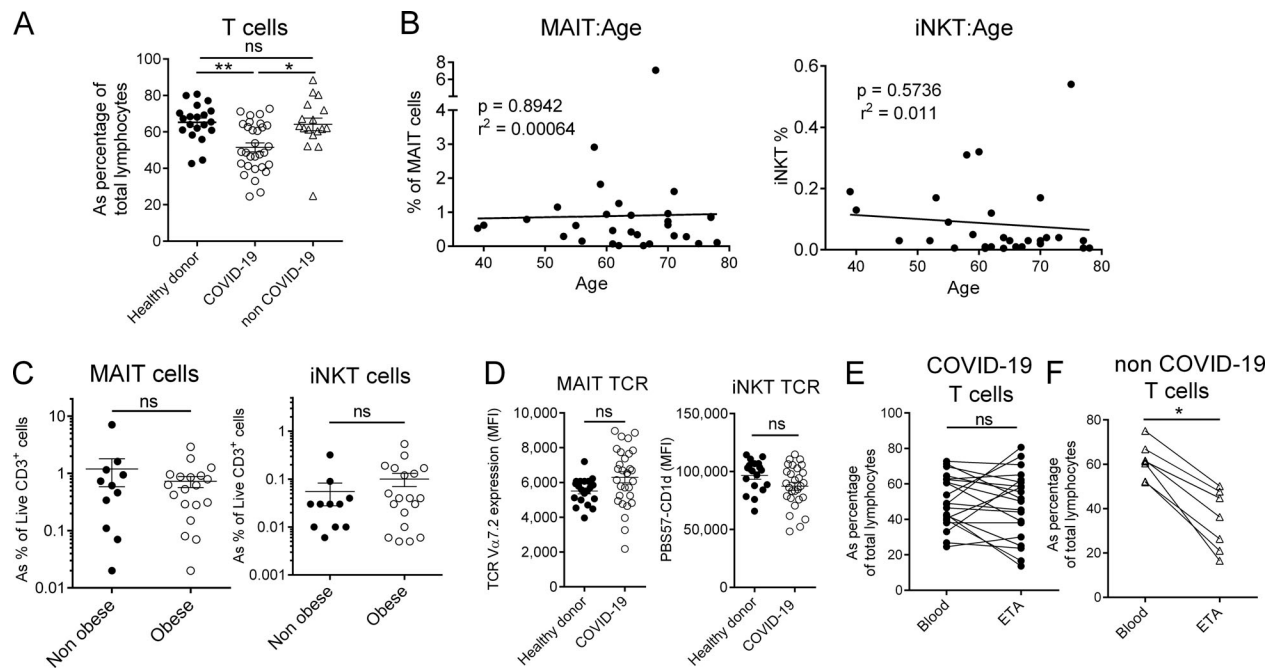 A
T cells
ns
**
*
As percentage of
total lymphocytes
100
80
60
40
20
0
Healthy donor
COVID-19
non COVID-19
B
MAIT:Age
p = 0.8942
r² = 0.00064
% of MAIT cells
8
6
4
3
2
1
0
40
50
60
70
80
Age
iNKT:Age
p = 0.5736
r² = 0.011
iNKT %
0.6
0.4
0.2
0.0
40
50
60
70
80
Age
C
MAIT cells
ns
As % of Live CD3⁺ cells
10
1
0.1
0.01
Non obese
Obese
iNKT cells
ns
As % of Live CD3⁺ cells
1
0.1
0.01
0.001
Non obese
Obese
D
MAIT TCR
ns
TCR Vα7.2 expression (MFI)
10,000
8,000
6,000
4,000
2,000
0
Healthy donor
COVID-19
iNKT TCR
ns
PBS57-CD1d (MFI)
150,000
100,000
50,000
0
Healthy donor
COVID-19
E
COVID-19
T cells
ns
As percentage
of total lymphocytes
100
80
60
40
20
0
Blood
ETA
F
non COVID-19
T cells
*
As percentage
of total lymphocytes
80
60
40
20
0
Blood
ETA